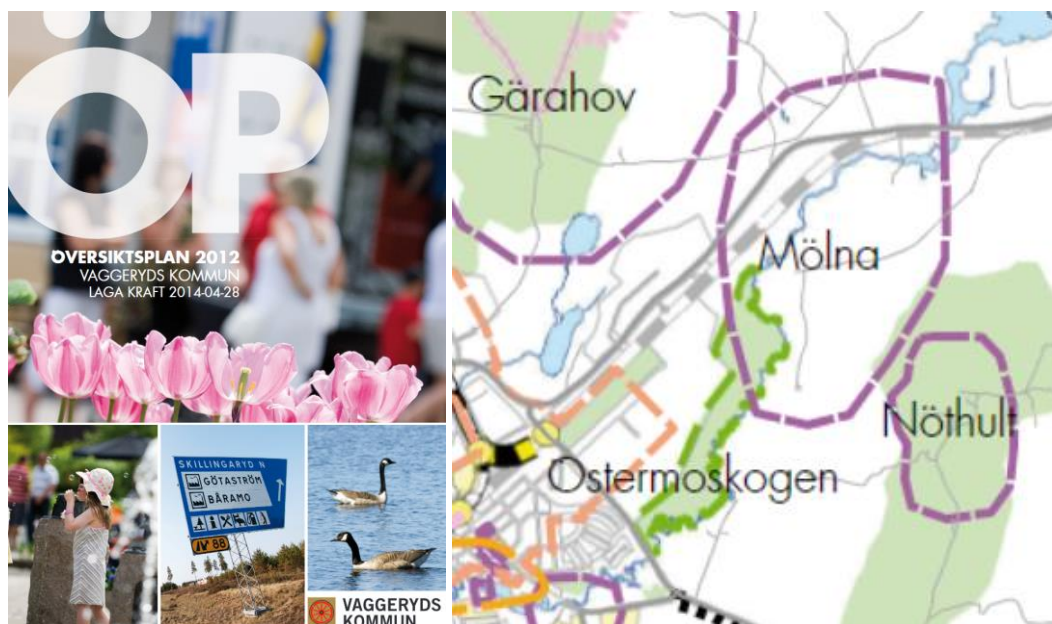 ÖP
ÖVERSIKTSPLAN 2012
VAGGERYDS KOMMUN
LAGA KRAFT 2014-04-28
SKILLINGARYD N
GÖTASTRÖM
BÅRAMO
88
VAGGERYDS
KOMMUN
Gärahov
Mölna
Nöthult
Östermoskogen